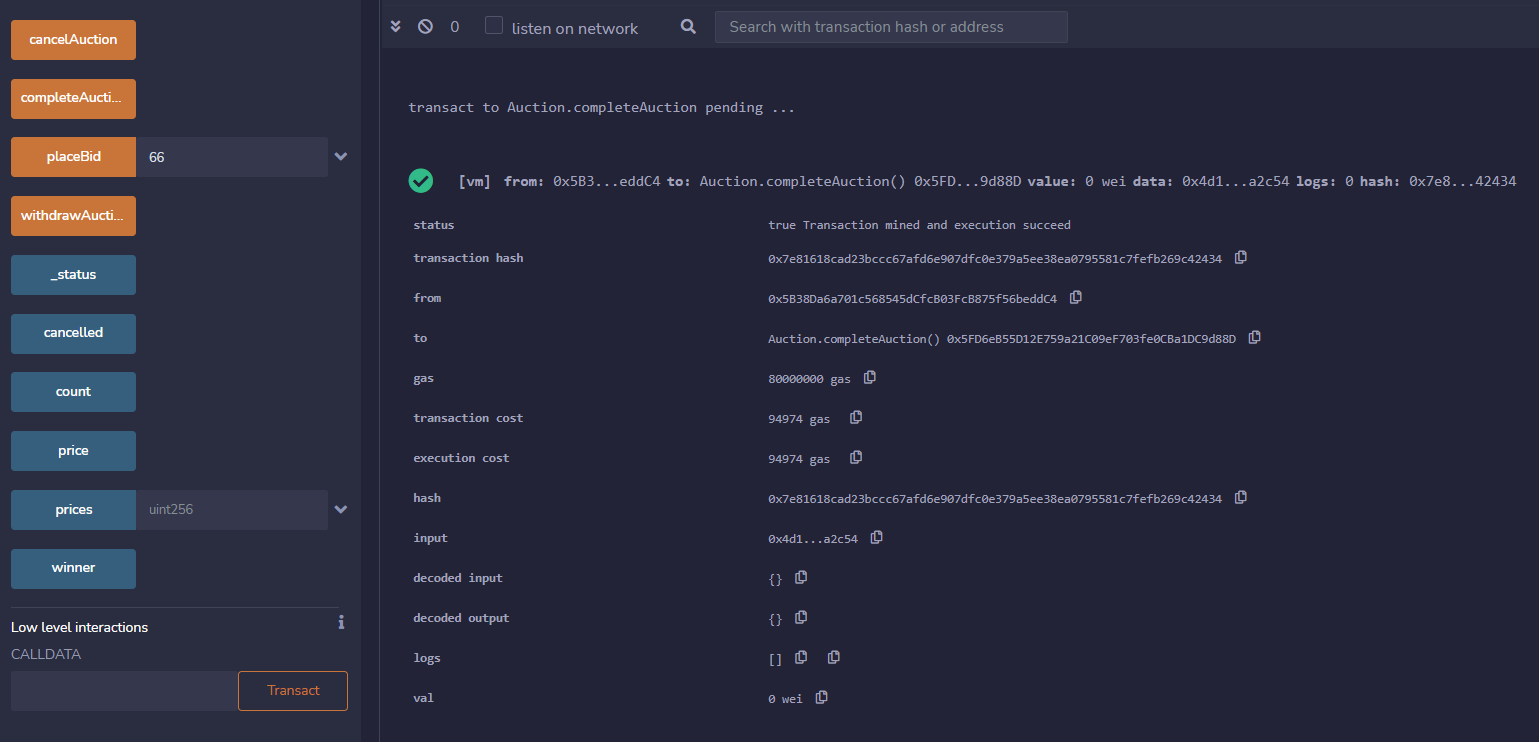 cancelAuction
completeAucti...
placeBid 66
withdrawAucti...
_status
cancelled
count
price
prices uint256
winner
Low level interactions
CALLDATA
Transact
0 listen on network Search with transaction hash or address
transact to Auction.completeAuction pending ...
[vm] from: 0x5B3...eddC4 to: Auction.completeAuction() 0x5FD...9d88D value: 0 wei data: 0x4d1...a2c54 logs: 0 hash: 0x7e8...42434
status true Transaction mined and execution succeed
transaction hash 0x7e81618cad23bccc67afd6e907dfc0e379a5ee38ea0795581c7fefb269c42434
from 0x5B38Da6a701c568545dCfcB03FcB875f56beddC4
to Auction.completeAuction() 0x5FD6eB55D12E759a21C09eF703fe0CBa1DC9d88D
gas 80000000 gas
transaction cost 94974 gas
execution cost 94974 gas
hash 0x7e81618cad23bccc67afd6e907dfc0e379a5ee38ea0795581c7fefb269c42434
input 0x4d1...a2c54
decoded input {}
decoded output {}
logs []
val 0 wei